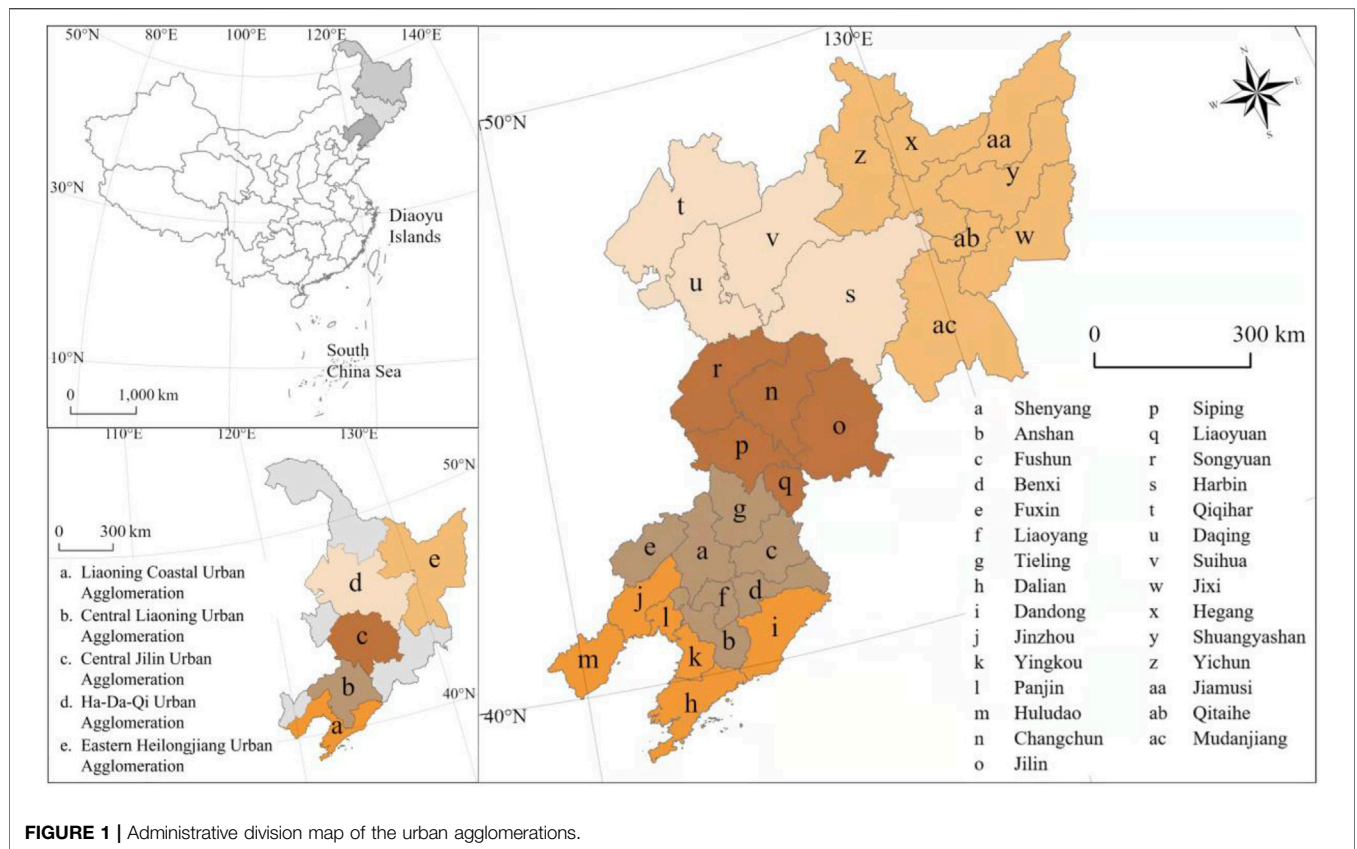 50°N 80°E 100°E 120°E 140°E
30°N
Diaoyu
Islands
10°N
South
China Sea
0 1,000 km
110°E 120°E 130°E
50°N
0 300 km
40°N
a. Liaoning Coastal Urban
Agglomeration
b. Central Liaoning Urban
Agglomeration
c. Central Jilin Urban
Agglomeration
d. Ha-Da-Qi Urban
Agglomeration
e. Eastern Heilongjiang Urban
Agglomeration
e
d
c
b
a
130°E
50°N
40°N
N
W E
S
z x aa
y
t
v ab w
u s
ac
r
n
o
p
q
g
e a c
j f d
l i
b
m k
h
0 300 km
a Shenyang p Siping
b Anshan q Liaoyuan
c Fushun r Songyuan
d Benxi s Harbin
e Fuxin t Qiqihar
f Liaoyang u Daqing
g Tieling v Suihua
h Dalian w Jixi
i Dandong x Hegang
j Jinzhou y Shuangyashan
k Yingkou z Yichun
l Panjin aa Jiamusi
m Huludao ab Qitaihe
n Changchun ac Mudanjiang
o Jilin
FIGURE 1 | Administrative division map of the urban agglomerations.